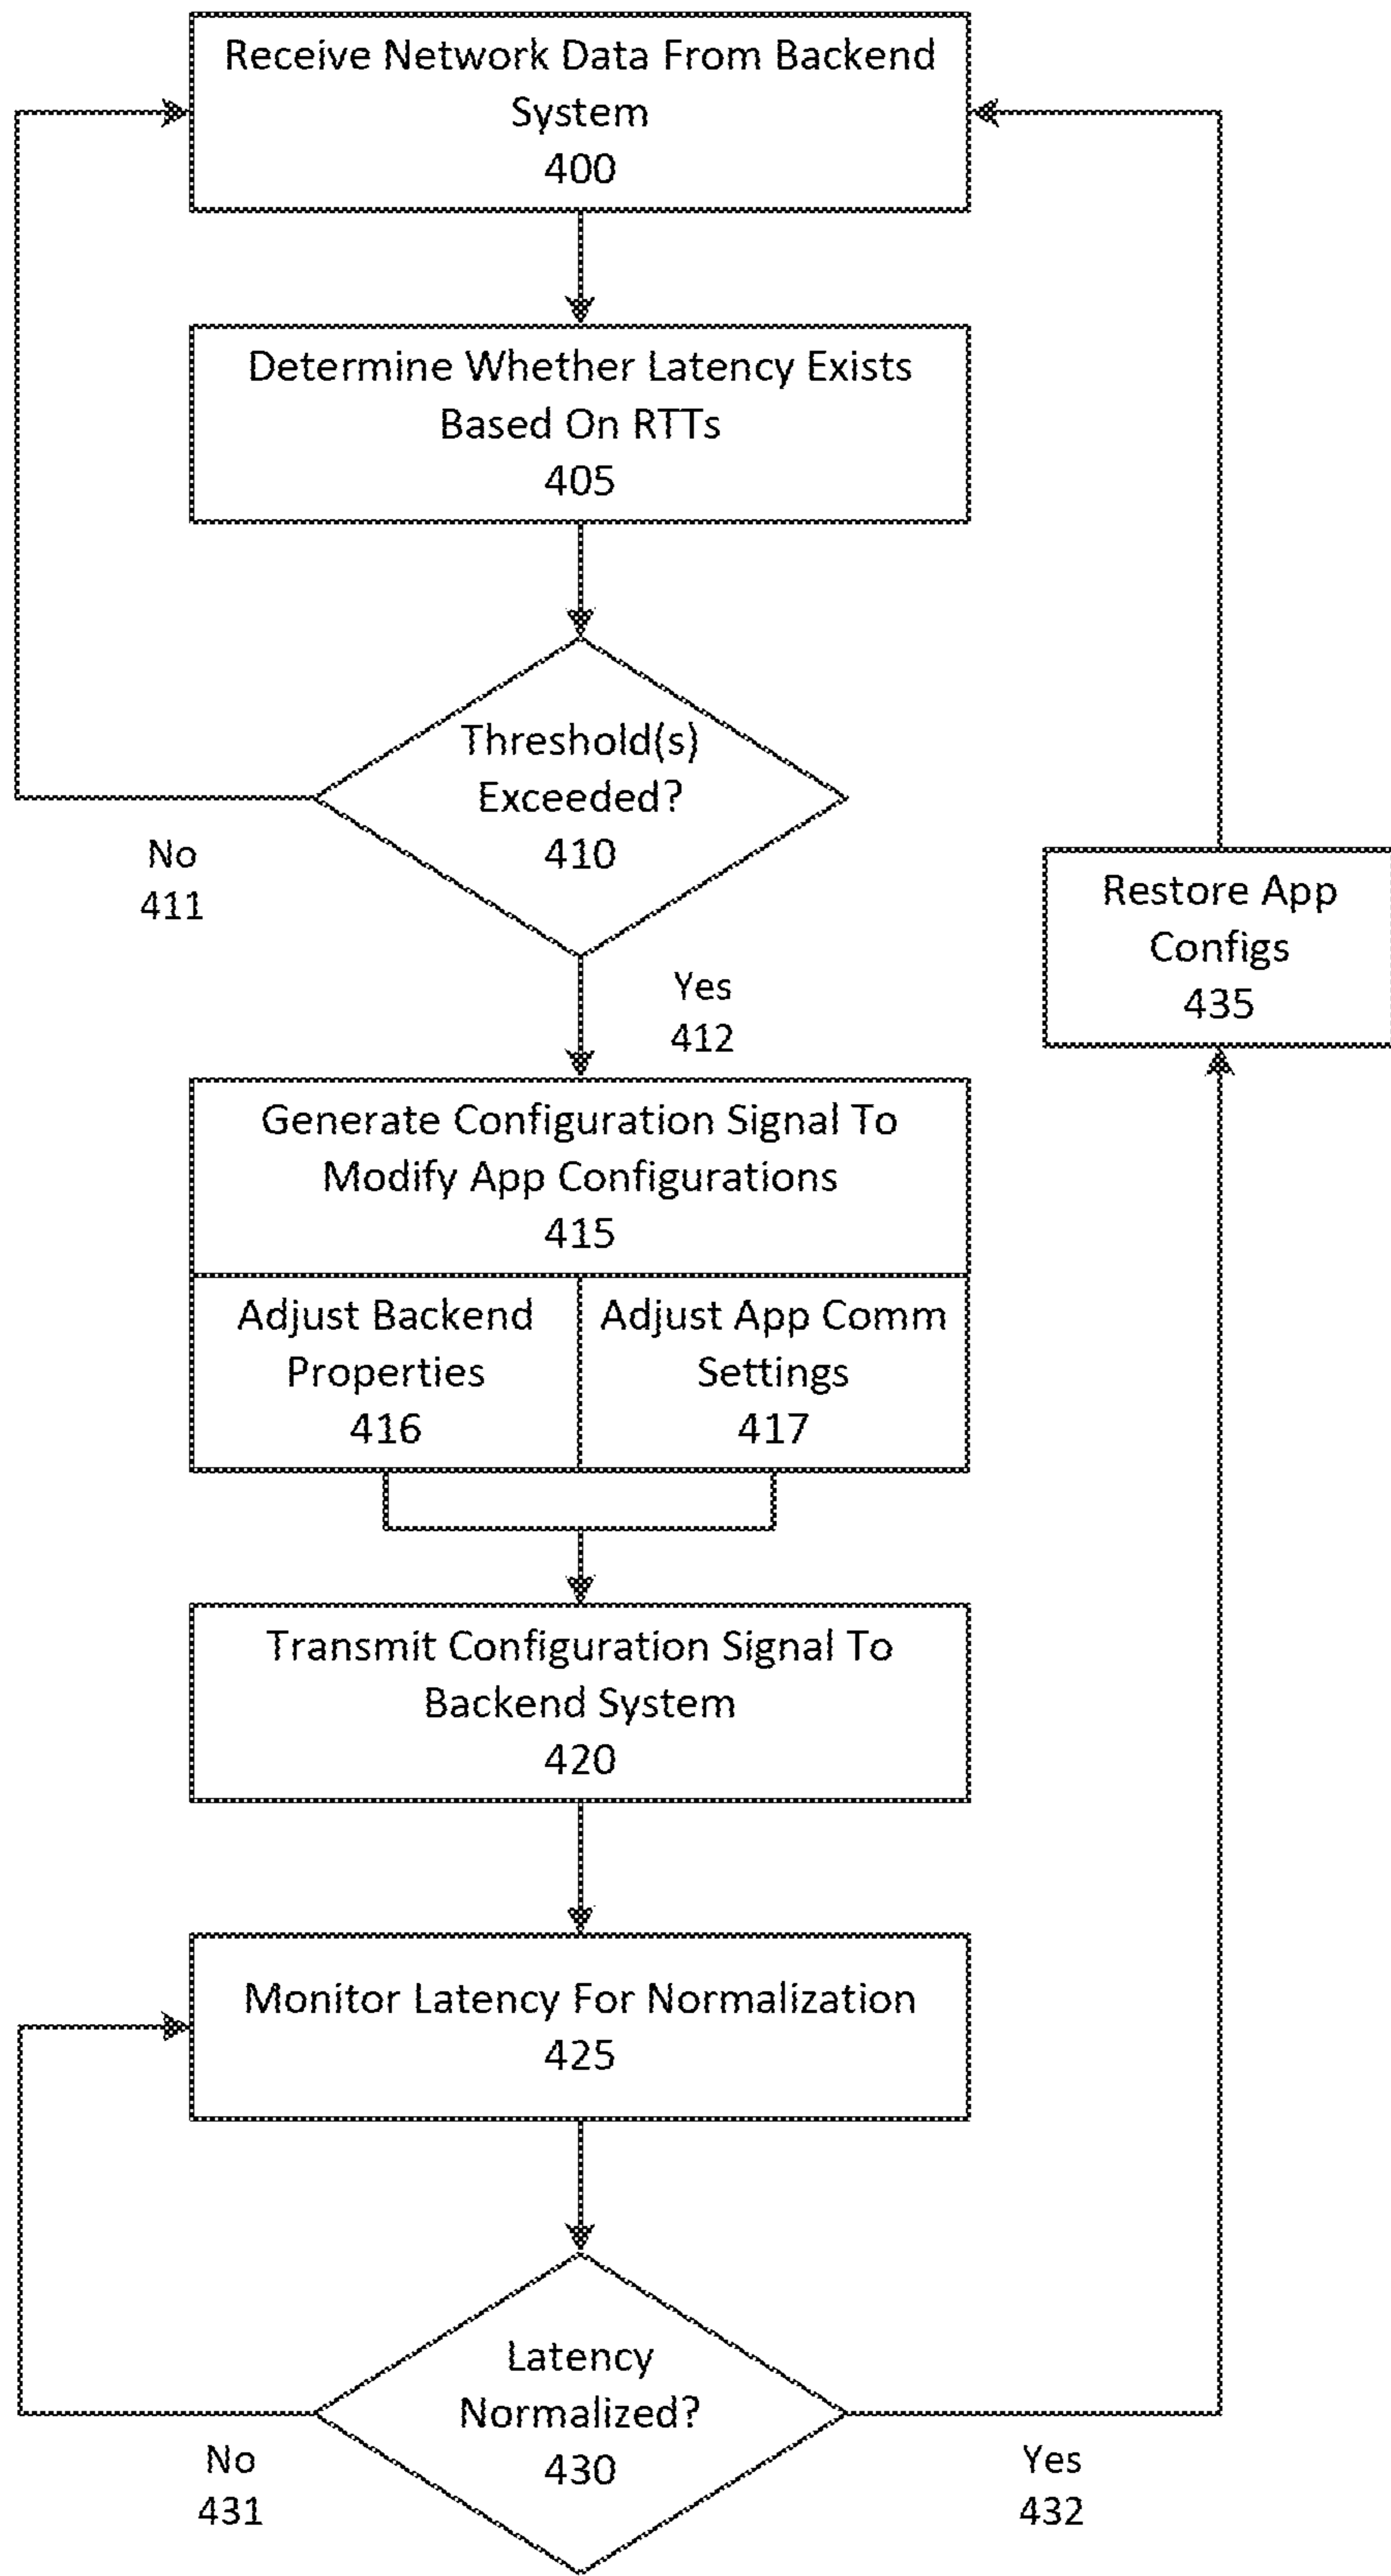 Receive Network Data From Backend
System
400
Determine Whether Latency Exists
Based On RTTs
405
Threshold(s)
Exceeded?
410
No
411
Yes
412
Restore App
Configs
435
Generate Configuration Signal To
Modify App Configurations
415
Adjust Backend
Properties
416
Adjust App Comm
Settings
417
Transmit Configuration Signal To
Backend System
420
Monitor Latency For Normalization
425
Latency
Normalized?
430
No
431
Yes
432